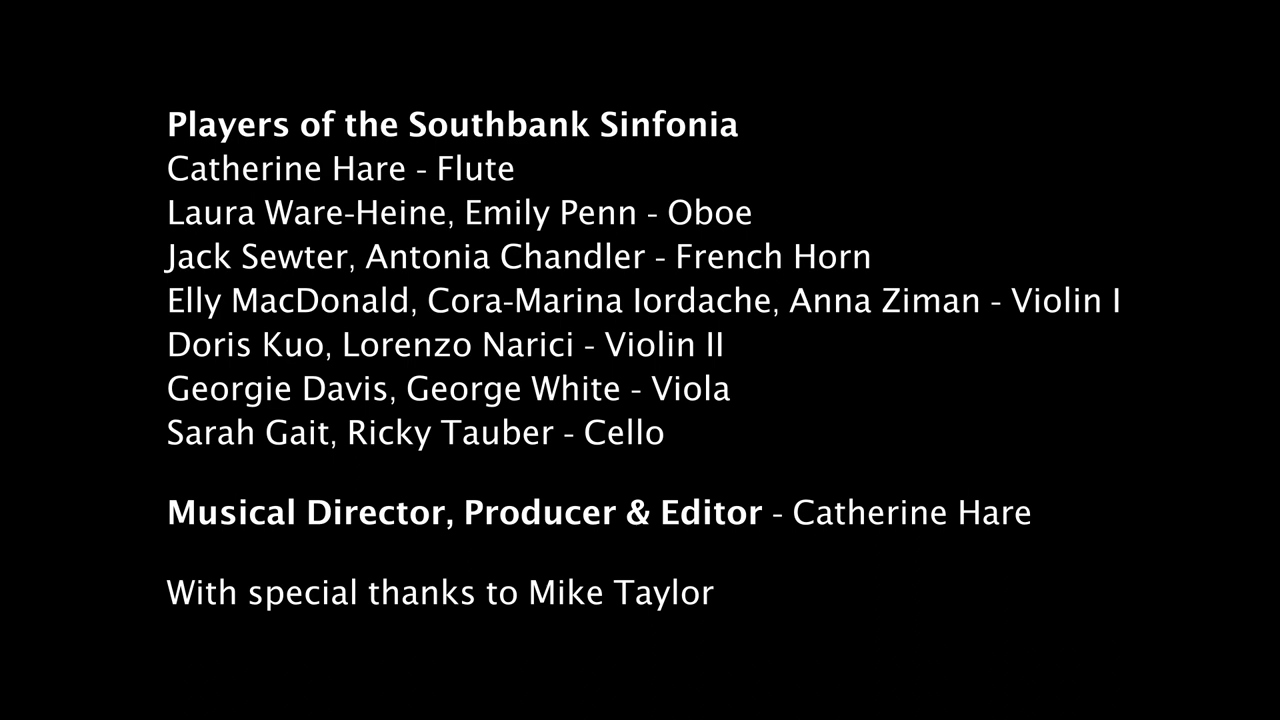 Players of the Southbank Sinfonia
Catherine Hare - Flute
Laura Ware-Heine, Emily Penn - Oboe
Jack Sewter, Antonia Chandler - French Horn
Elly MacDonald, Cora-Marina Iordache, Anna Ziman - Violin I
Doris Kuo, Lorenzo Narici - Violin II
Georgie Davis, George White - Viola
Sarah Gait, Ricky Tauber - Cello
Musical Director, Producer & Editor - Catherine Hare
With special thanks to Mike Taylor